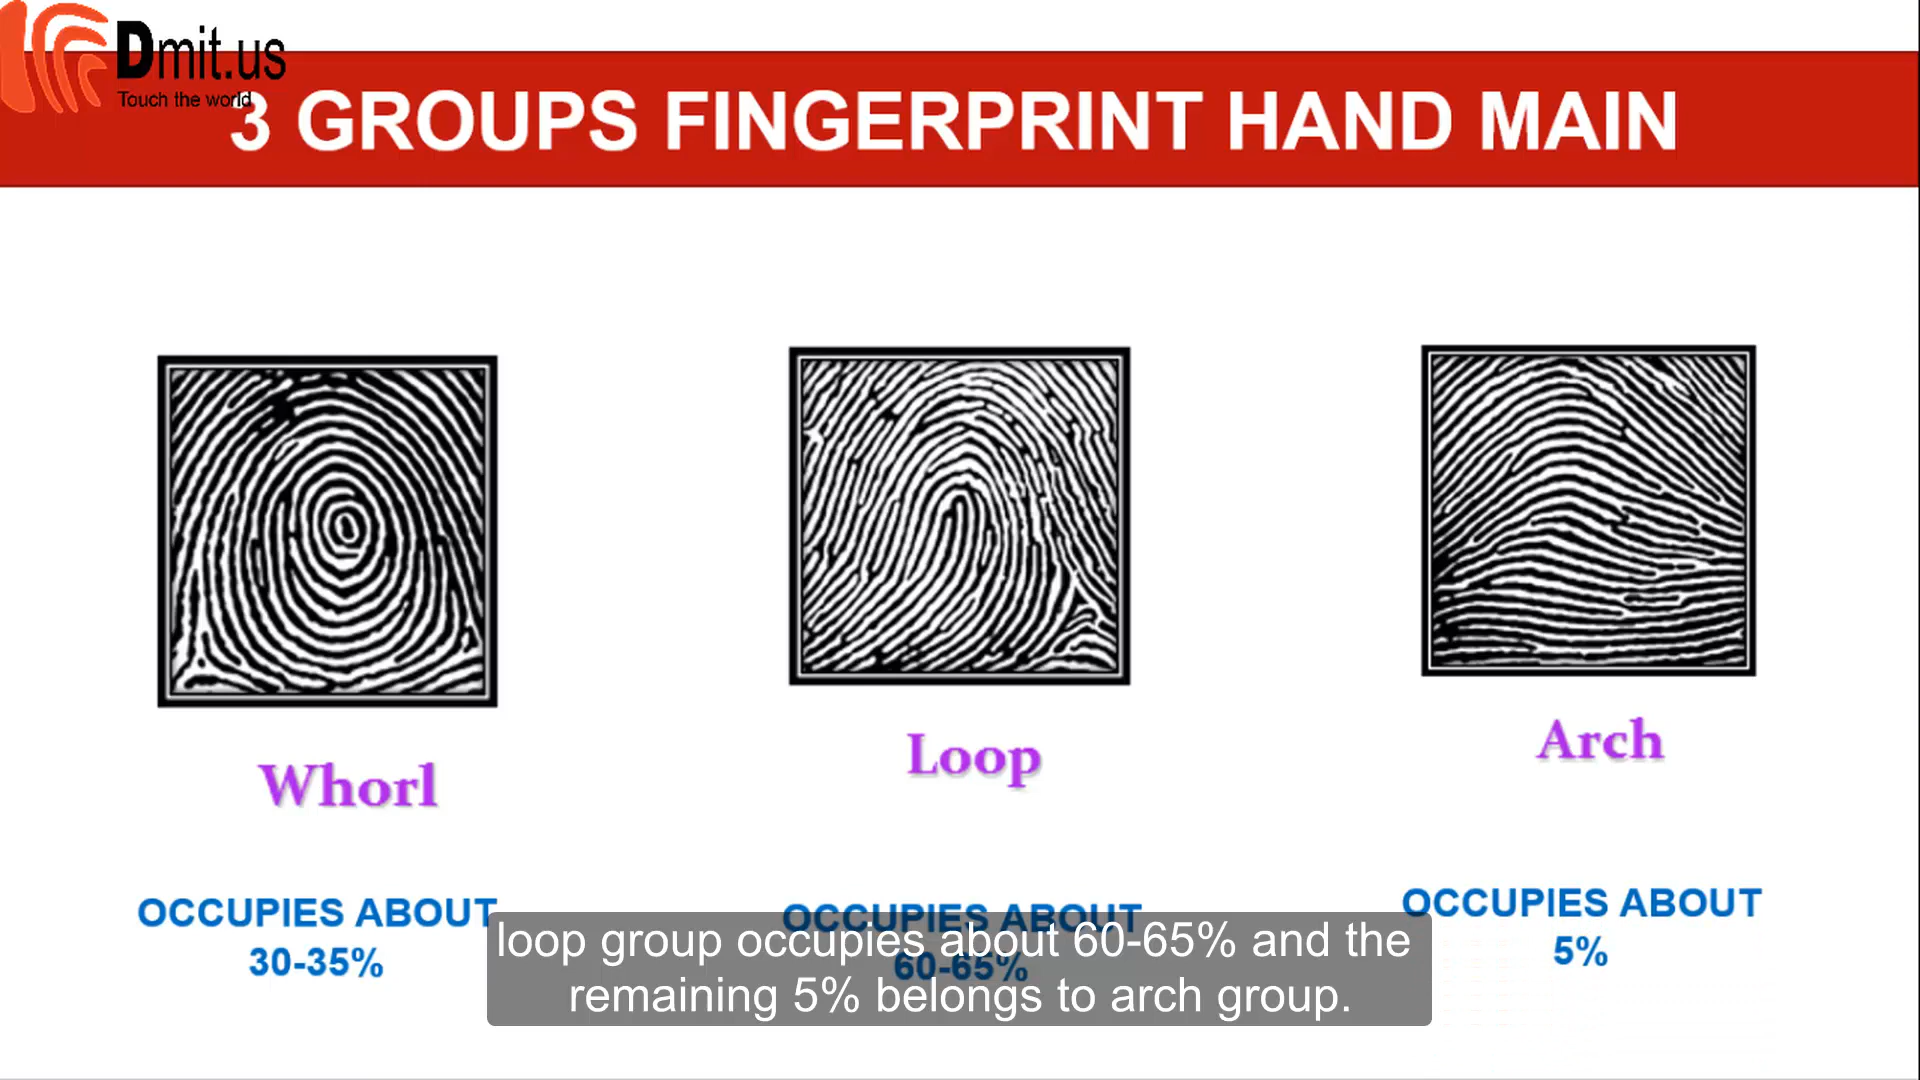 Dmit.us
Touch the world
3 GROUPS FINGERPRINT HAND MAIN
Whorl
Loop
Arch
OCCUPIES ABOUT
30-35%
OCCUPIES ABOUT
60-65%
OCCUPIES ABOUT
5%
loop group occupies about 60-65% and the
remaining 5% belongs to arch group.